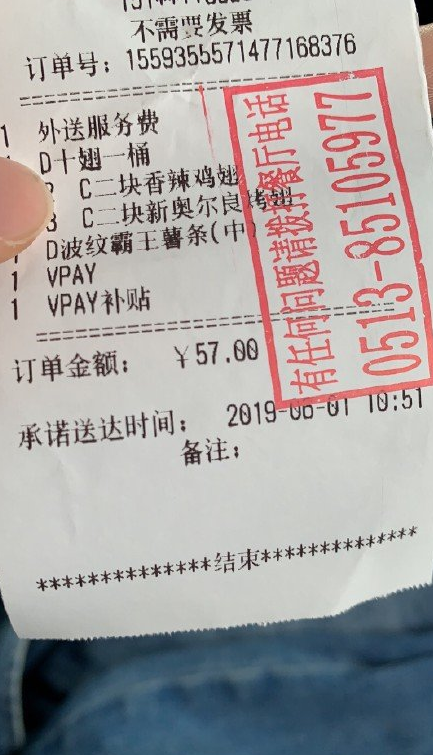 不需要发票
订单号：1559355571477168376
1 外送服务费
1 D十翅一桶
3 C二块香辣鸡翅
3 C二块新奥尔良烤翅
1 D波纹霸王薯条(中)
1 VPAY
1 VPAY补贴
订单金额： ￥57.00
承诺送达时间： 2019-06-01 10:51
备注：
**************结束**************
有任何问题请拨打餐厅电话
0513-85105977